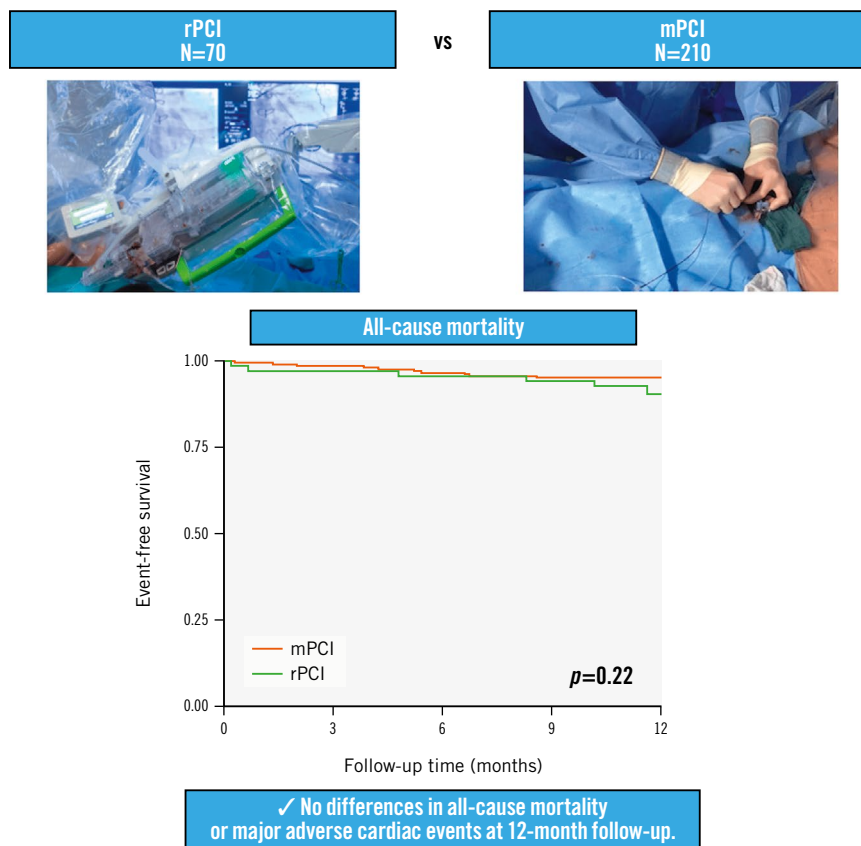 rPCI
N=70
vs
mPCI
N=210
All-cause mortality
1.00
0.75
0.50
0.25
0.00
Event-free survival
mPCI
rPCI
p=0.22
0
3
6
9
12
Follow-up time (months)
✓ No differences in all-cause mortality
or major adverse cardiac events at 12-month follow-up.